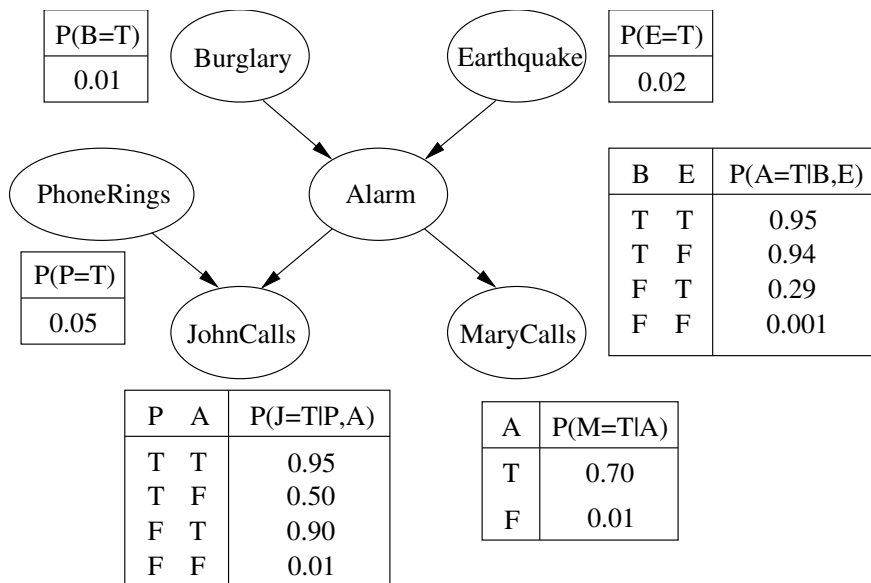 P(B=T)
0.01
Burglary
Earthquake
P(E=T)
0.02
PhoneRings
Alarm
B E P(A=T|B,E)
T T 0.95
T F 0.94
F T 0.29
F F 0.001
P(P=T)
0.05
JohnCalls
MaryCalls
P A P(J=T|P,A)
T T 0.95
T F 0.50
F T 0.90
F F 0.01
A P(M=T|A)
T 0.70
F 0.01